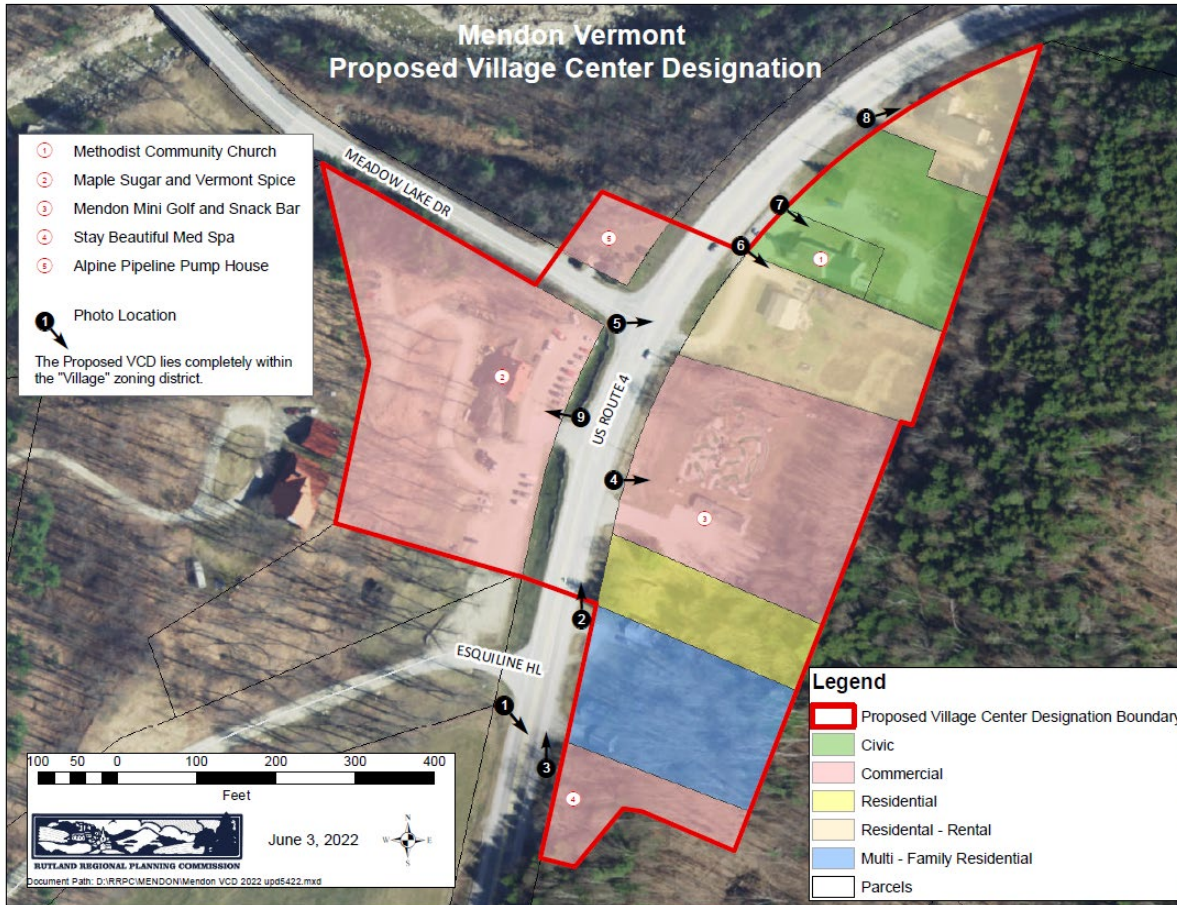 Mendon Vermont
Proposed Village Center Designation
1 Methodist Community Church
2 Maple Sugar and Vermont Spice
3 Mendon Mini Golf and Snack Bar
4 Stay Beautiful Med Spa
5 Alpine Pipeline Pump House
1 Photo Location
The Proposed VCD lies completely within
the "Village" zoning district.
MEADOW LAKE DR
US ROUTE 4
ESQUILINE HL
8
7
6
5
1
5
2
9
4
3
2
1
3
4
100 50 0 100 200 300 400
Feet
RUTLAND REGIONAL PLANNING COMMISSION
June 3, 2022
N
W E
S
Document Path: D:\RRPC\MENDON\Mendon VCD 2022 upd5422.mxd
Legend
Proposed Village Center Designation Boundary
Civic
Commercial
Residential
Residental - Rental
Multi - Family Residential
Parcels